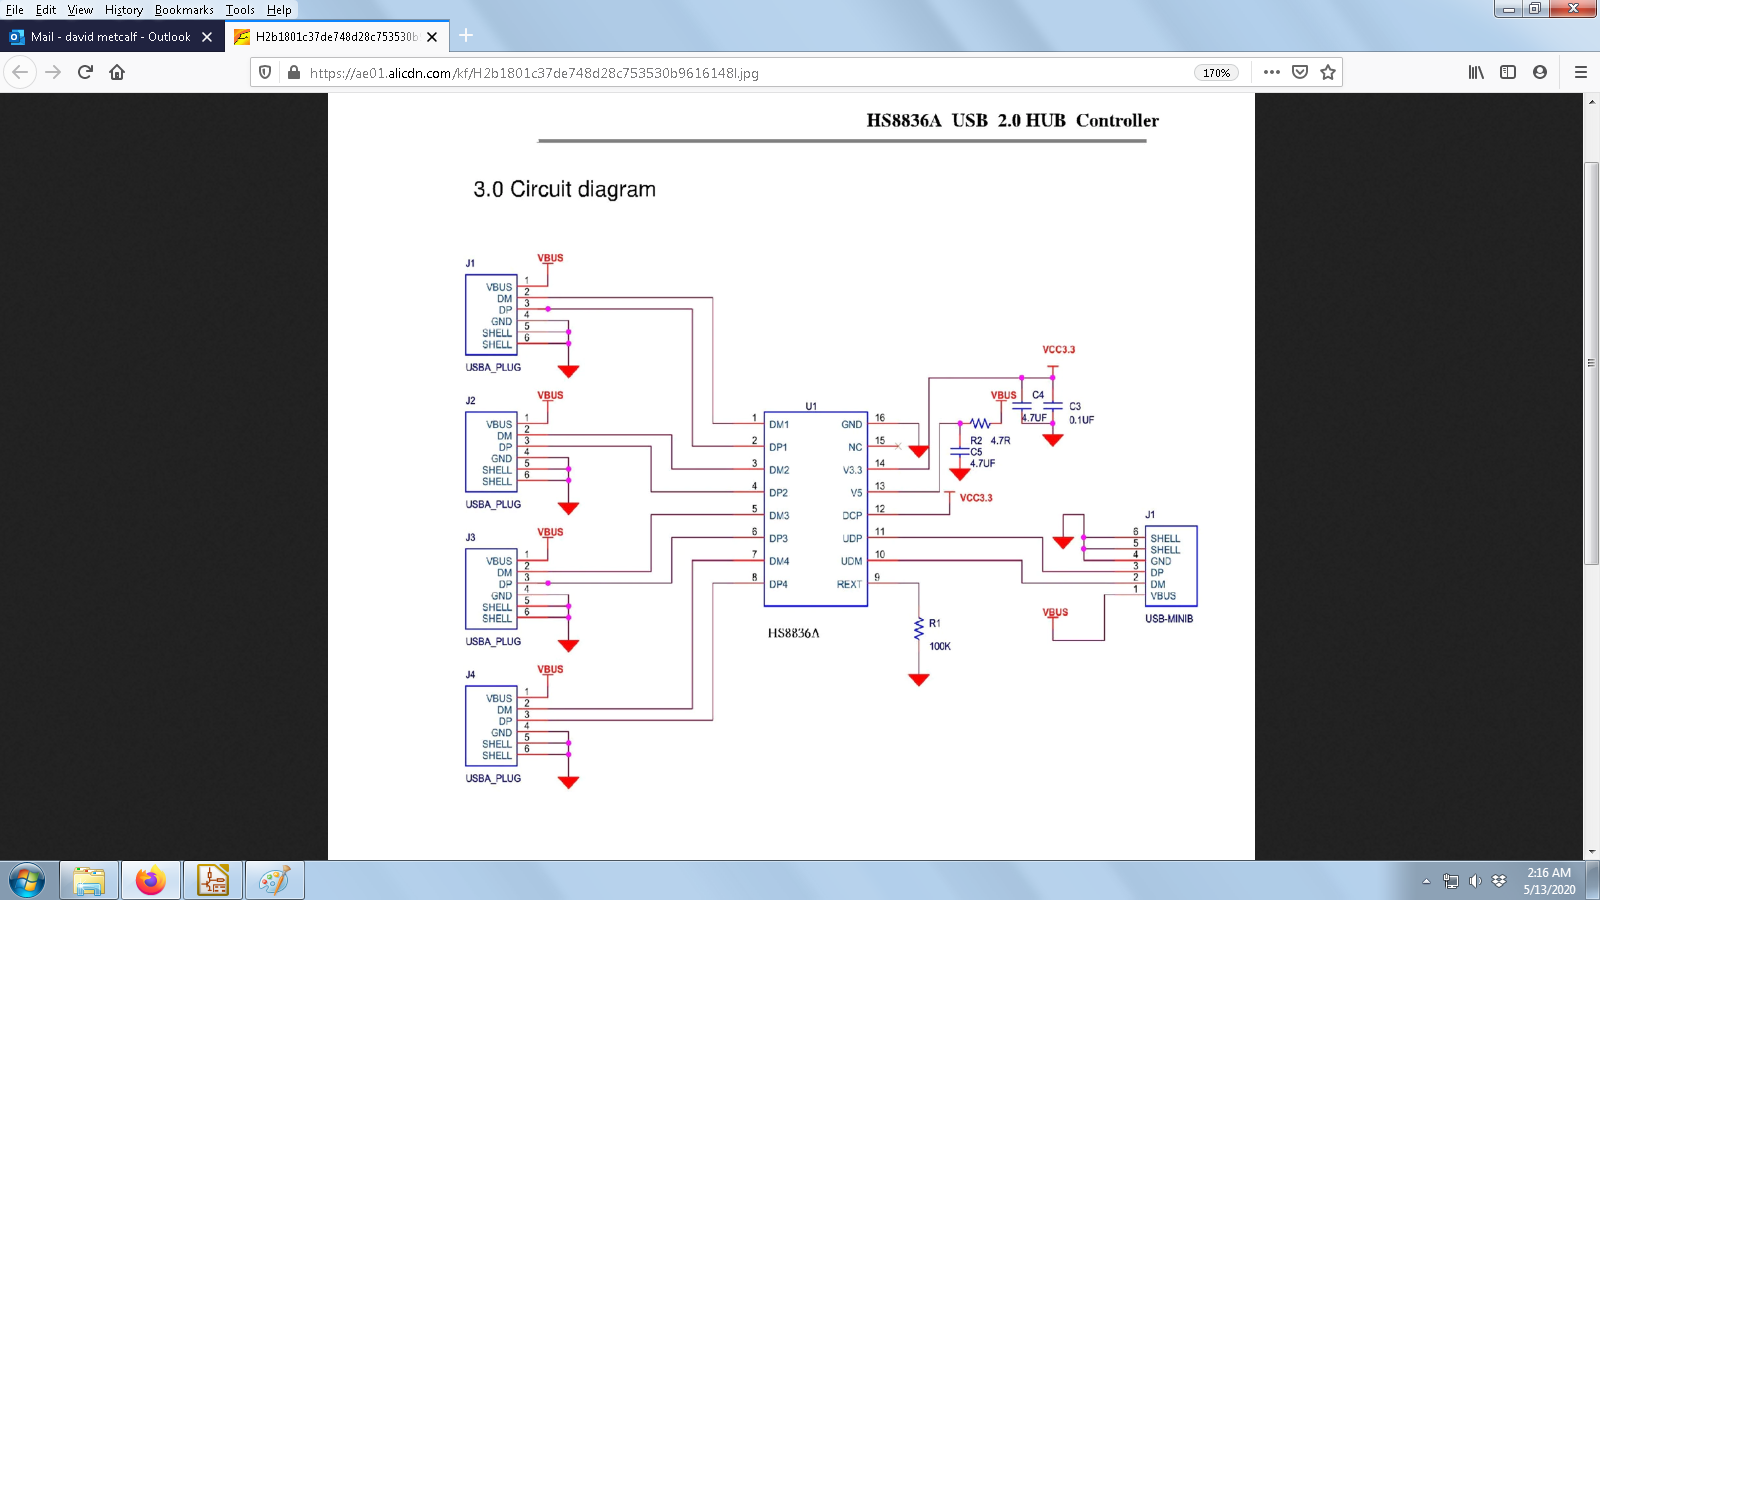 File Edit View History Bookmarks Tools Help
Mail - david metcalf - Outlook
H2b1801c37de748d28c753530b
https://ae01.alicdn.com/kf/H2b1801c37de748d28c753530b9616148l.jpg
170%
HS8836A USB 2.0 HUB Controller
3.0 Circuit diagram
J1
VBUS
VBUS 1
DM 2
DP 3
GND 4
SHELL 5
SHELL 6
USBA_PLUG
J2
VBUS
VBUS 1
DM 2
DP 3
GND 4
SHELL 5
SHELL 6
USBA_PLUG
J3
VBUS
VBUS 1
DM 2
DP 3
GND 4
SHELL 5
SHELL 6
USBA_PLUG
J4
VBUS
VBUS 1
DM 2
DP 3
GND 4
SHELL 5
SHELL 6
USBA_PLUG
U1
1 DM1 GND 16
2 DP1 NC 15
3 DM2 V3.3 14
4 DP2 V5 13
5 DM3 DCP 12
6 DP3 UDP 11
7 DM4 UDM 10
8 DP4 REXT 9
HS8836A
VCC3.3
VBUS
C4
4.7UF
C3
0.1UF
R2 4.7R
C5
4.7UF
VCC3.3
R1
100K
J1
6 SHELL
5 SHELL
4 GND
3 DP
2 DM
1 VBUS
VBUS
USB-MINIB
2:16 AM
5/13/2020